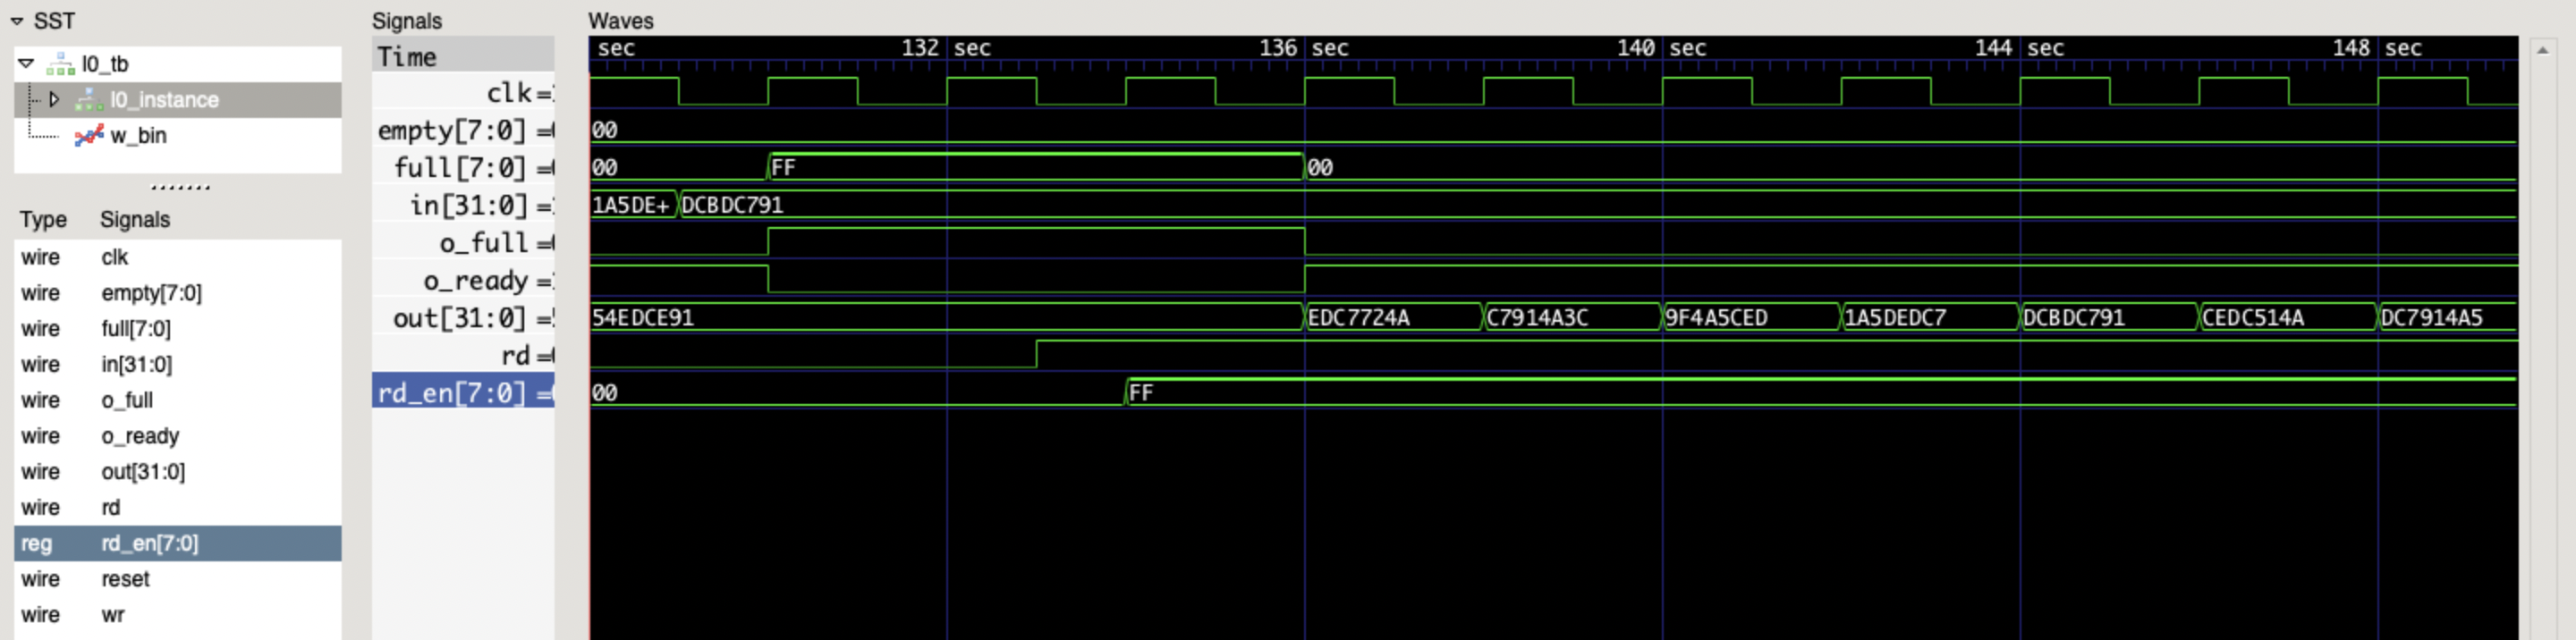 SST
l0_tb
l0_instance
w_bin
Type Signals
wire clk
wire empty[7:0]
wire full[7:0]
wire in[31:0]
wire o_full
wire o_ready
wire out[31:0]
wire rd
reg rd_en[7:0]
wire reset
wire wr
Signals
Time
clk =
empty[7:0] =
full[7:0] =
in[31:0] =
o_full =
o_ready =
out[31:0] =
rd =
rd_en[7:0] =
Waves
sec 132 sec 136 sec 140 sec 144 sec 148 sec
00
00 FF 00
1A5DE+ DCBDC791
54EDCE91 EDC7724A C7914A3C 9F4A5CED 1A5DEDC7 DCBDC791 CEDC514A DC7914A5
00 FF